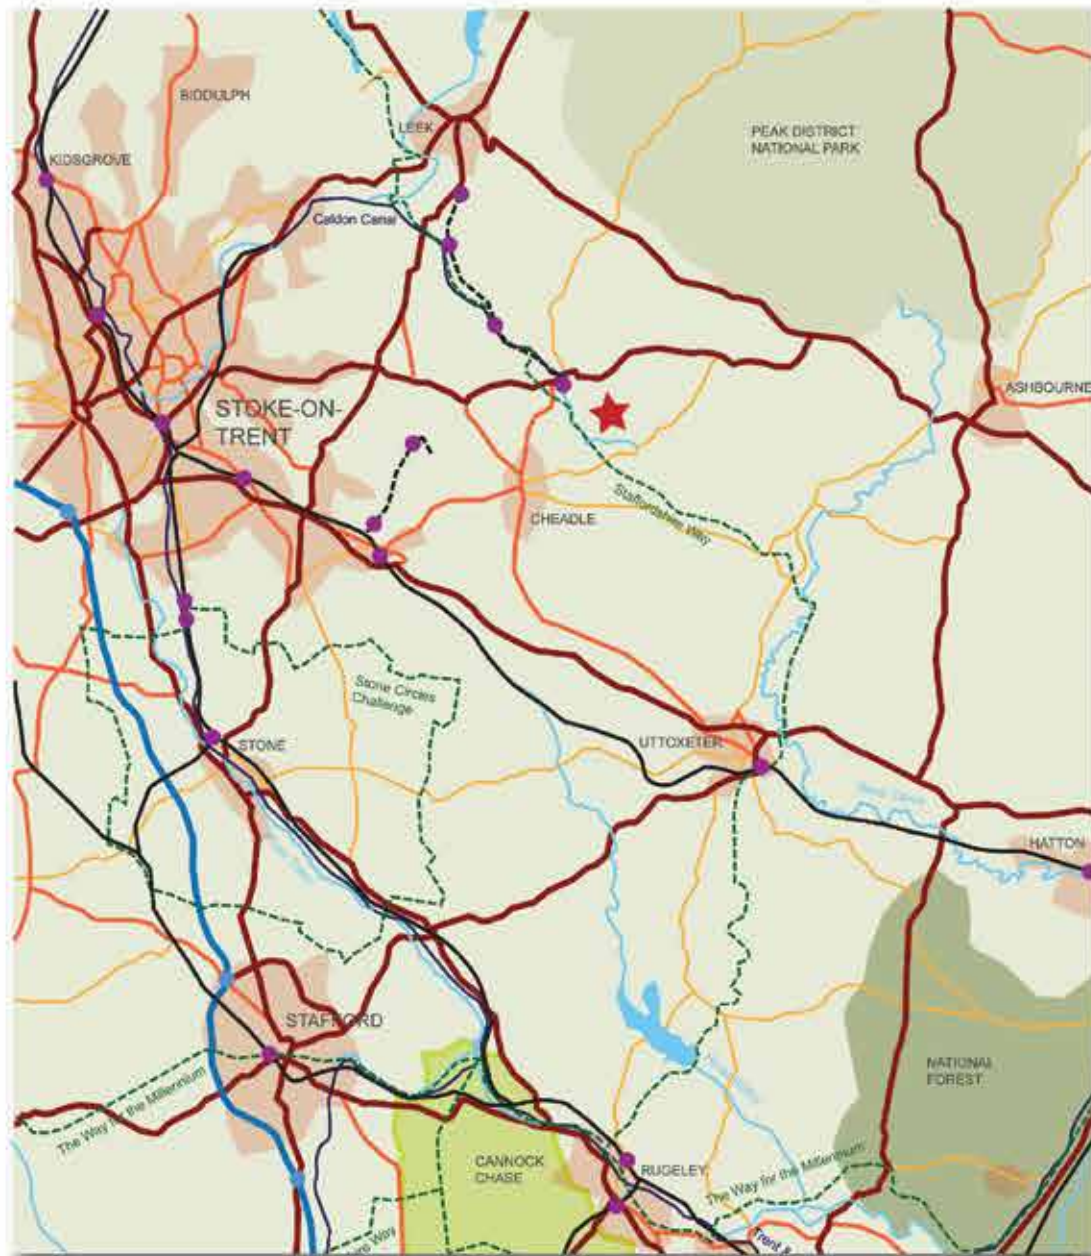 BIDDULPH
LEEK
PEAK DISTRICT
NATIONAL PARK
KIDSGROVE
Caldon Canal
ASHBOURNE
STOKE-ON-
TRENT
CHEADLE
Staffordshire Way
Stone Circles
Challenge
STONE
UTTOXETER
HATTON
STAFFORD
NATIONAL
FOREST
The Way for the Millennium
CANNOCK
CHASE
RUGELEY
The Way for the Millennium
Way
Trent &